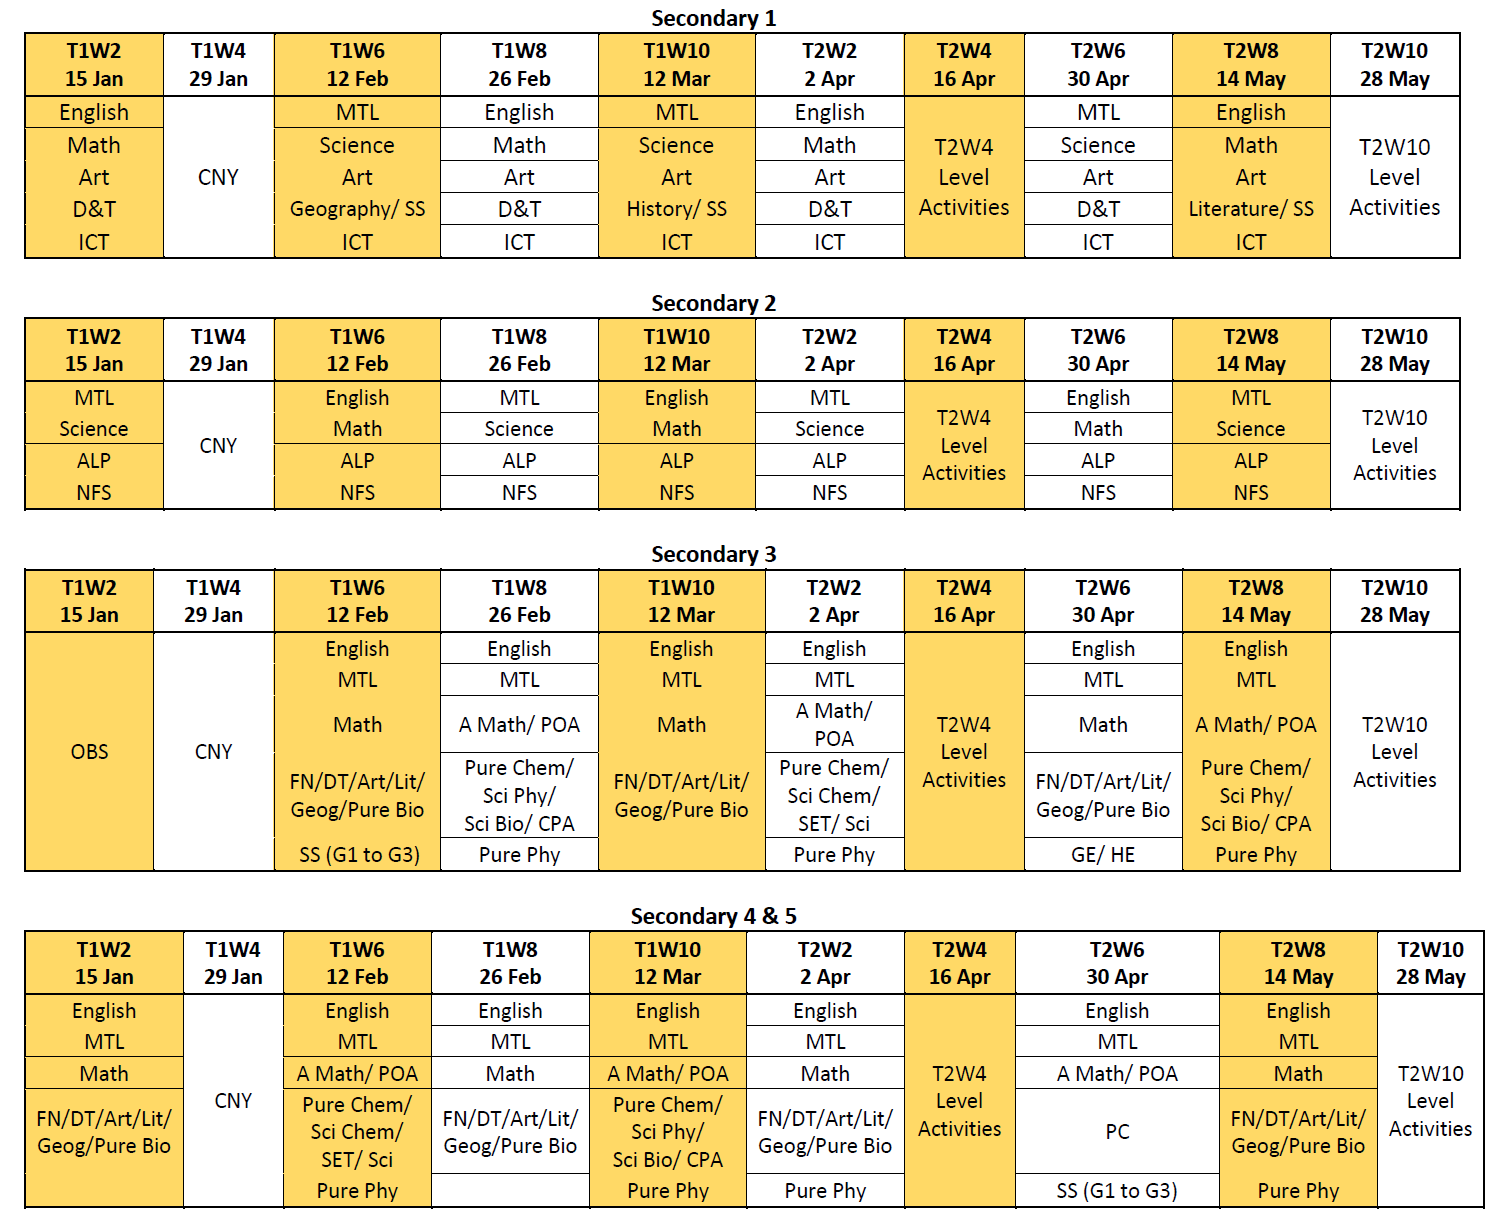 Secondary 1
T1W2 T1W4 T1W6 T1W8 T1W10 T2W2 T2W4 T2W6 T2W8 T2W10
15 Jan 29 Jan 12 Feb 26 Feb 12 Mar 2 Apr 16 Apr 30 Apr 14 May 28 May
English MTL English MTL English MTL English
Math Science Math Science Math T2W4 Science Math T2W10
Art CNY Art Art Art Art Level Art Art Level
D&T Geography/ SS D&T History/ SS D&T Activities D&T Literature/ SS Activities
ICT ICT ICT ICT ICT ICT ICT
Secondary 2
T1W2 T1W4 T1W6 T1W8 T1W10 T2W2 T2W4 T2W6 T2W8 T2W10
15 Jan 29 Jan 12 Feb 26 Feb 12 Mar 2 Apr 16 Apr 30 Apr 14 May 28 May
MTL English MTL English MTL English MTL
Science Math Science Math Science T2W4 Math Science T2W10
CNY Level Level
ALP ALP ALP ALP ALP Activities ALP ALP Activities
NFS NFS NFS NFS NFS NFS NFS
Secondary 3
T1W2 T1W4 T1W6 T1W8 T1W10 T2W2 T2W4 T2W6 T2W8 T2W10
15 Jan 29 Jan 12 Feb 26 Feb 12 Mar 2 Apr 16 Apr 30 Apr 14 May 28 May
English English English English English English
MTL MTL MTL MTL MTL MTL
A Math/
Math A Math/ POA Math T2W4 Math A Math/ POA T2W10
POA
OBS CNY Level Level
Pure Chem/ Pure Chem/ Pure Chem/
FN/DT/Art/Lit/ FN/DT/Art/Lit/ Activities FN/DT/Art/Lit/ Activities
Sci Phy/ Sci Chem/ Sci Phy/
Geog/Pure Bio Geog/Pure Bio Geog/Pure Bio
Sci Bio/ CPA SET/ Sci Sci Bio/ CPA
SS (G1 to G3) Pure Phy Pure Phy GE/ HE Pure Phy
Secondary 4 & 5
T1W2 T1W4 T1W6 T1W8 T1W10 T2W2 T2W4 T2W6 T2W8 T2W10
15 Jan 29 Jan 12 Feb 26 Feb 12 Mar 2 Apr 16 Apr 30 Apr 14 May 28 May
English English English English English English English
MTL MTL MTL MTL MTL MTL MTL
Math A Math/ POA Math A Math/ POA Math T2W4 A Math/ POA Math T2W10
CNY Level Level
Pure Chem/ Pure Chem/
FN/DT/Art/Lit/ FN/DT/Art/Lit/ FN/DT/Art/Lit/ FN/DT/Art/Lit/
Sci Chem/ Sci Phy/ Activities PC Activities
Geog/Pure Bio Geog/Pure Bio Geog/Pure Bio Geog/Pure Bio
SET/ Sci Sci Bio/ CPA
Pure Phy Pure Phy Pure Phy SS (G1 to G3) Pure Phy